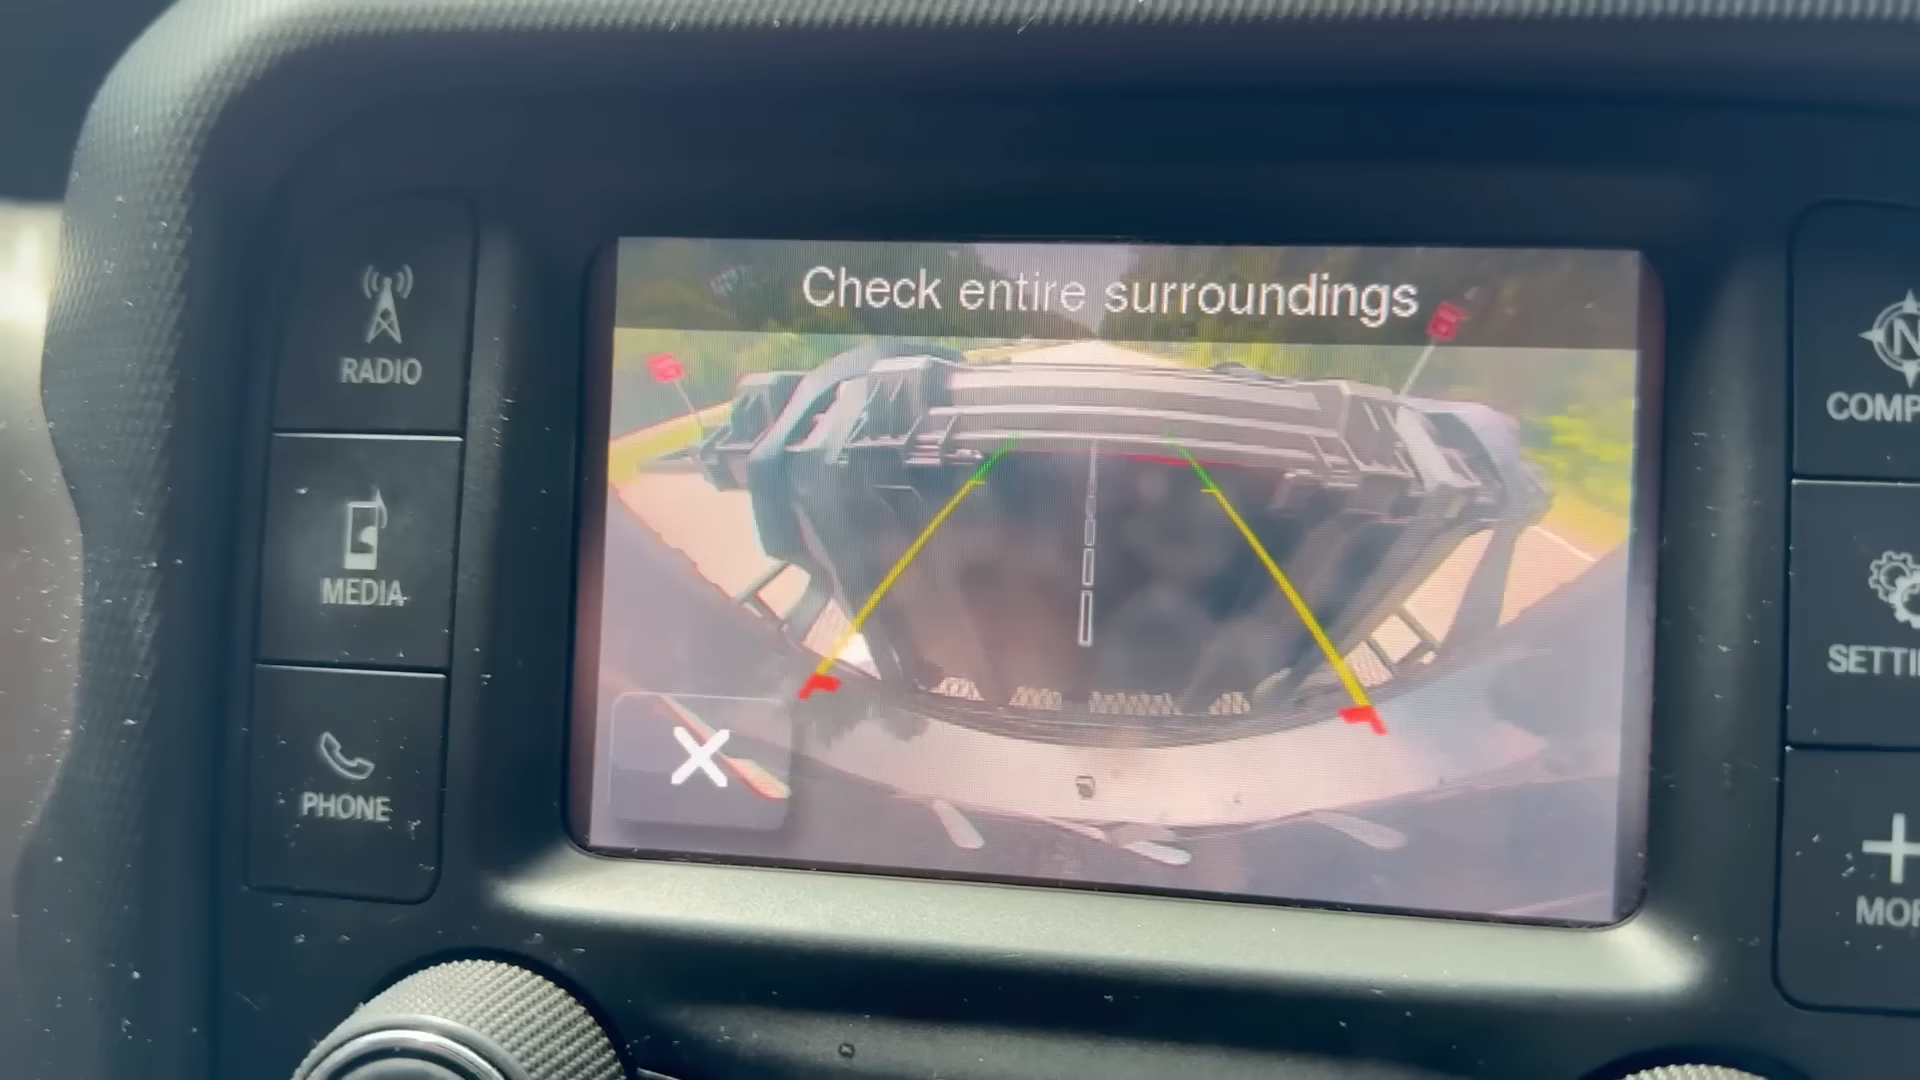 Check entire surroundings
RADIO
MEDIA
PHONE
N
COMP
SETTI
MOR